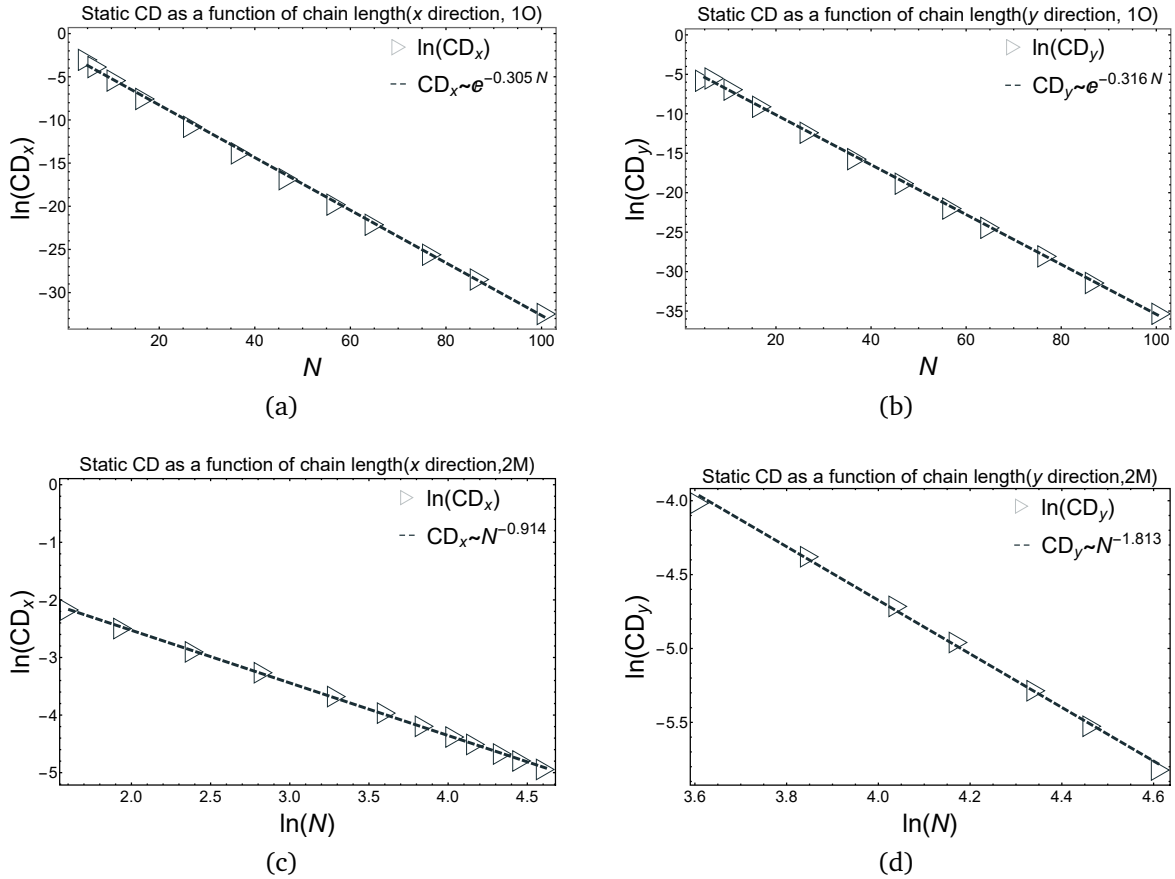 Static CD as a function of chain length(x direction, 1O)
ln(CDₓ)
CDₓ~e^−0.305 N
0
−5
−10
−15
−20
−25
−30
ln(CDₓ)
20 40 60 80 100
N
(a)
Static CD as a function of chain length(y direction, 1O)
ln(CD_y)
CD_y~e^−0.316 N
0
−5
−10
−15
−20
−25
−30
−35
ln(CD_y)
20 40 60 80 100
N
(b)
Static CD as a function of chain length(x direction,2M)
ln(CDₓ)
CDₓ~N^−0.914
0
−1
−2
−3
−4
−5
ln(CDₓ)
2.0 2.5 3.0 3.5 4.0 4.5
ln(N)
(c)
Static CD as a function of chain length(y direction,2M)
ln(CD_y)
CD_y~N^−1.813
−4.0
−4.5
−5.0
−5.5
ln(CD_y)
3.6 3.8 4.0 4.2 4.4 4.6
ln(N)
(d)